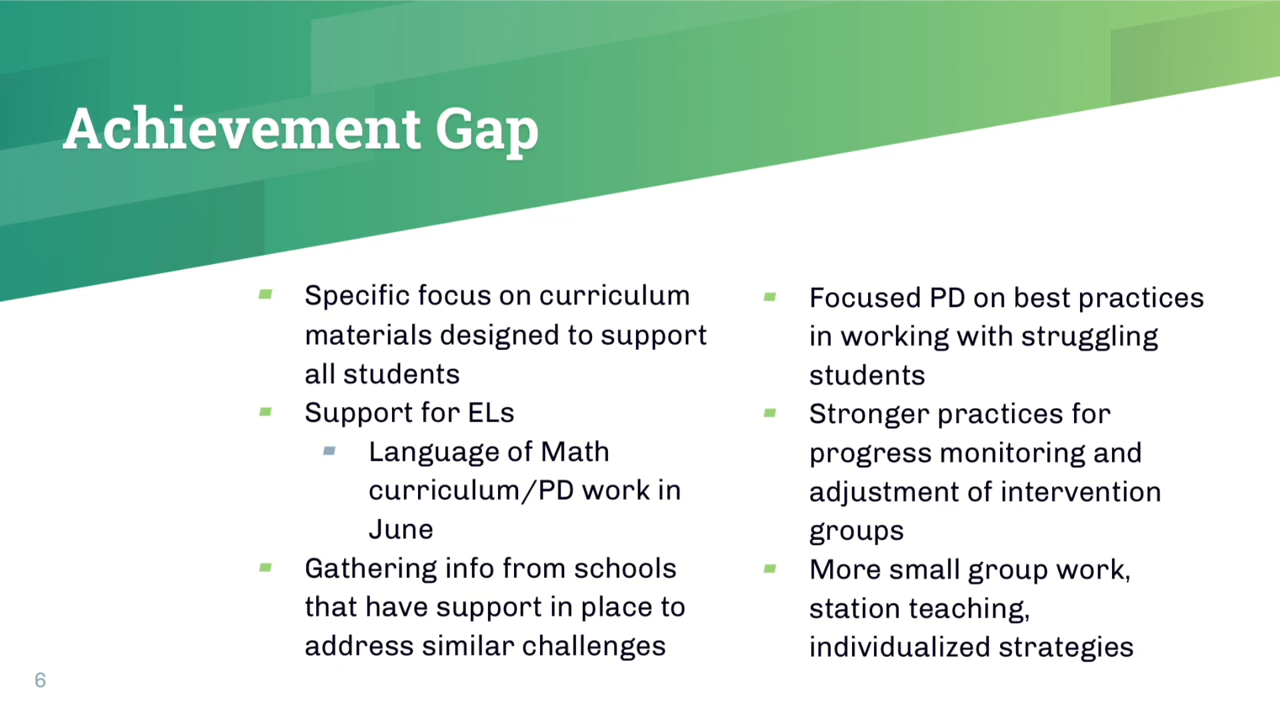 Achievement Gap
Specific focus on curriculum
materials designed to support
all students
Support for ELs
Language of Math
curriculum/PD work in
June
Gathering info from schools
that have support in place to
address similar challenges
Focused PD on best practices
in working with struggling
students
Stronger practices for
progress monitoring and
adjustment of intervention
groups
More small group work,
station teaching,
individualized strategies
6